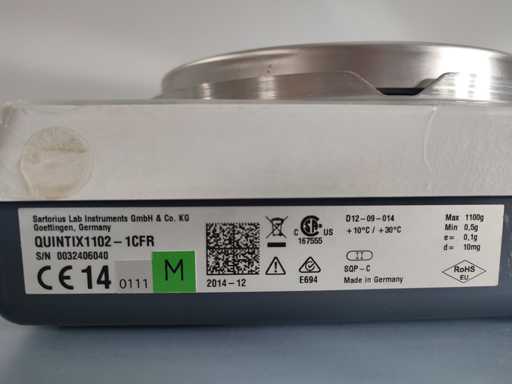 Sartorius Lab Instruments GmbH & Co. KG
Goettingen, Germany
QUINTIX1102-1CFR
S/N 0032406040
CE 14 0111 M
2014-12
C US
167555
E694
D12-09-014
+10°C / +30°C
SQP-C
Made in Germany
Max 1100g
Min 0,5g
e= 0,1g
d= 10mg
RoHS
EU